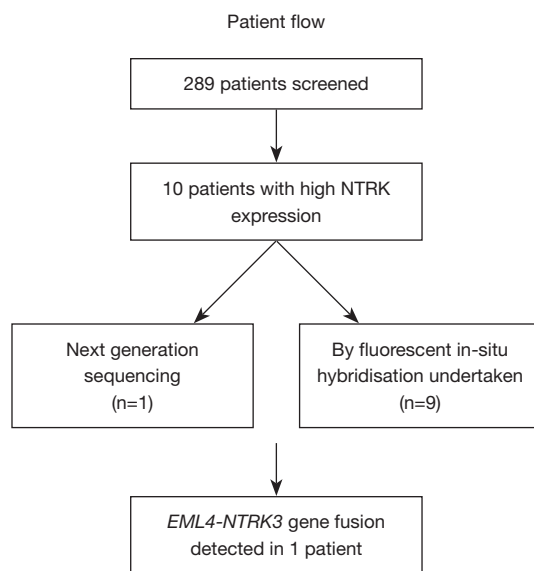 Patient flow
289 patients screened
10 patients with high NTRK
expression
Next generation
sequencing
(n=1)
By fluorescent in-situ
hybridisation undertaken
(n=9)
EML4-NTRK3 gene fusion
detected in 1 patient